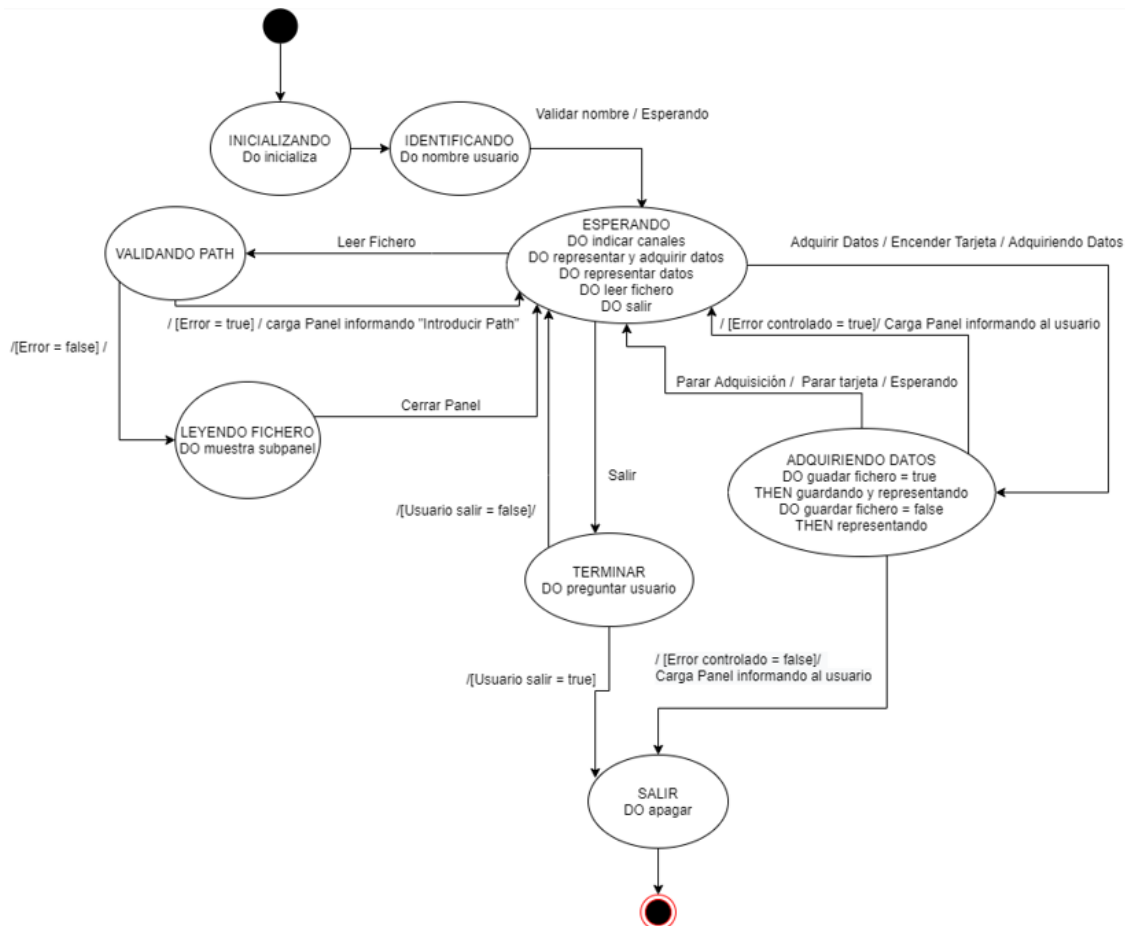 Validar nombre / Esperando
INICIALIZANDO
Do inicializa
IDENTIFICANDO
Do nombre usuario
ESPERANDO
DO indicar canales
DO representar y adquirir datos
DO representar datos
DO leer fichero
DO salir
Leer Fichero
VALIDANDO PATH
Adquirir Datos / Encender Tarjeta / Adquiriendo Datos
/ [Error = true] / carga Panel informando "Introducir Path"
/ [Error controlado = true]/ Carga Panel informando al usuario
/[Error = false] /
Parar Adquisición / Parar tarjeta / Esperando
Cerrar Panel
LEYENDO FICHERO
DO muestra subpanel
ADQUIRIENDO DATOS
DO guadar fichero = true
THEN guardando y representando
DO guardar fichero = false
THEN representando
Salir
/[Usuario salir = false]/
TERMINAR
DO preguntar usuario
/ [Error controlado = false]/
Carga Panel informando al usuario
/[Usuario salir = true]
SALIR
DO apagar